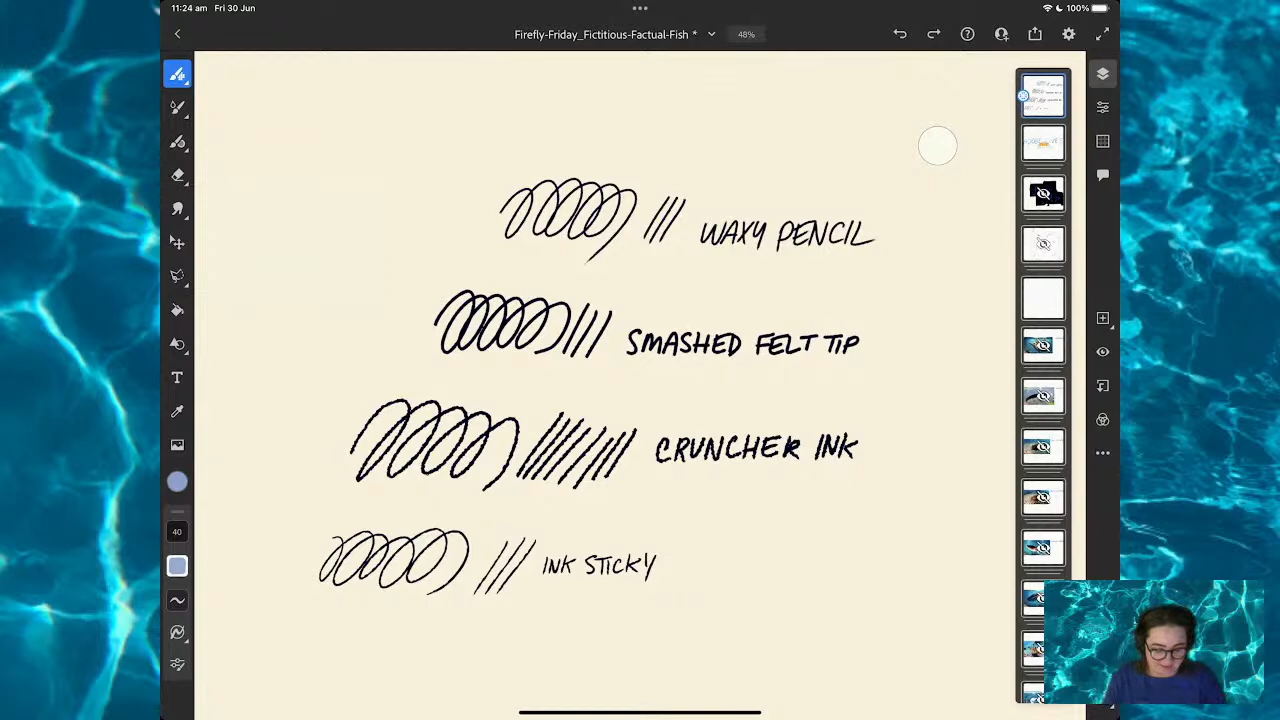 11:24 am Fri 30 Jun
100%
Firefly-Friday_Fictitious-Factual-Fish *
48%
WAXY PENCIL
SMASHED FELT TIP
CRUNCHER INK
INK STICKY
T
40